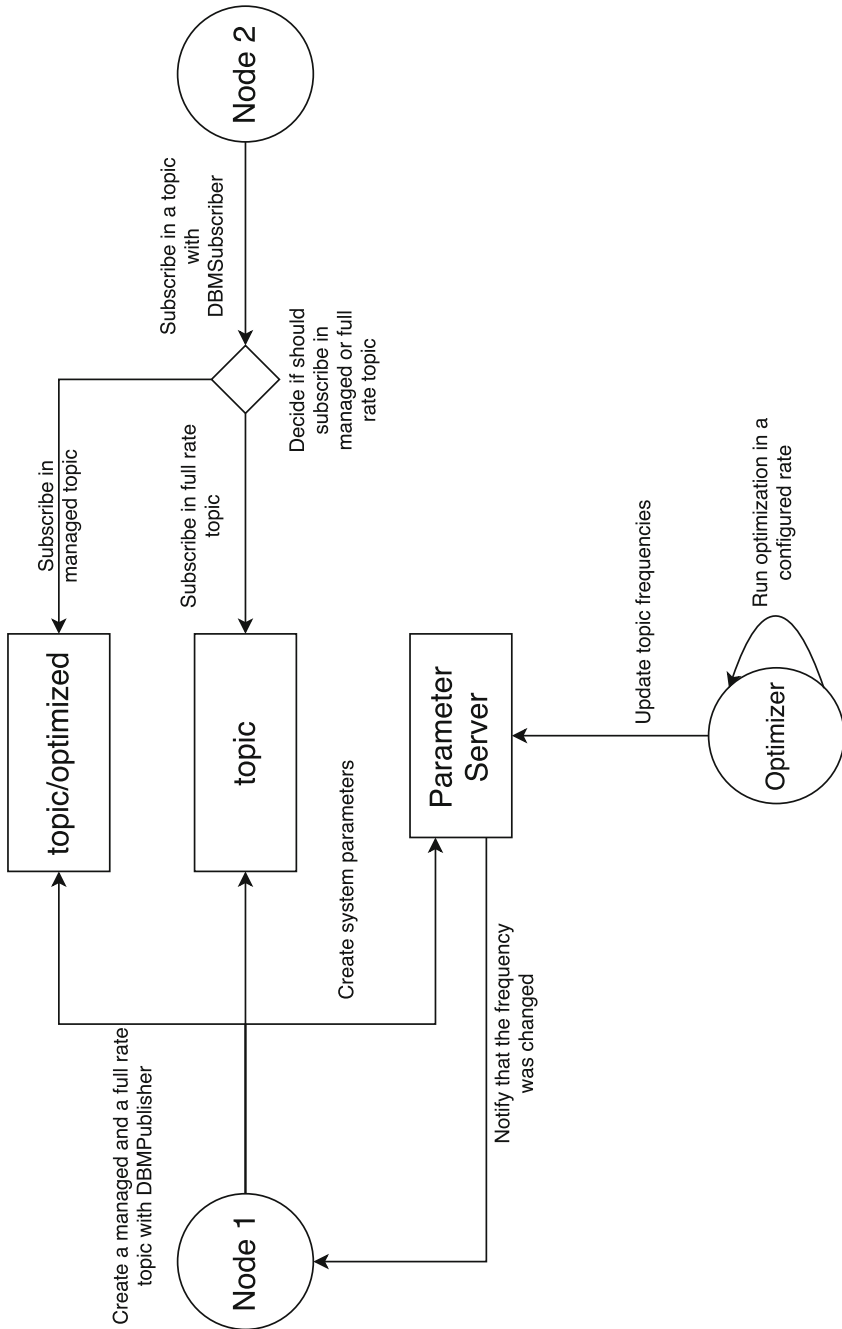 Create a managed and a full rate
topic with DBMPublisher
Node 1
topic/optimized
Subscribe in
managed topic
topic
Subscribe in full rate
topic
Subscribe in a topic
with
DBMSubscriber
Node 2
Decide if should
subscribe in
managed or full
rate topic
Create system parameters
Parameter
Server
Notify that the frequency
was changed
Update topic frequencies
Optimizer
Run optimization in a
configured rate